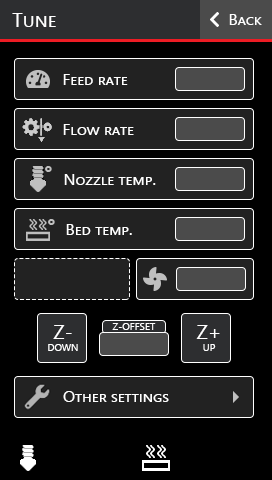 Tune
Back
Feed rate
Flow rate
Nozzle temp.
Bed temp.
Z-
DOWN
Z-OFFSET
Z+
UP
Other settings